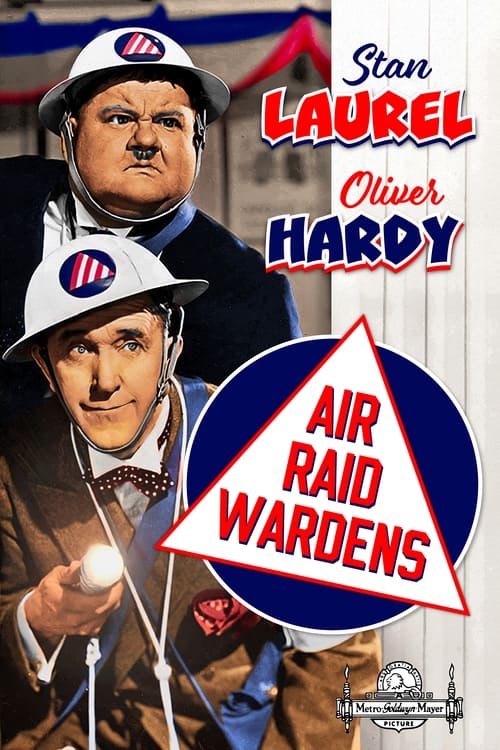 Stan
LAUREL
Oliver
HARDY
AIR
RAID
WARDENS
Metro Goldwyn Mayer
PICTURE